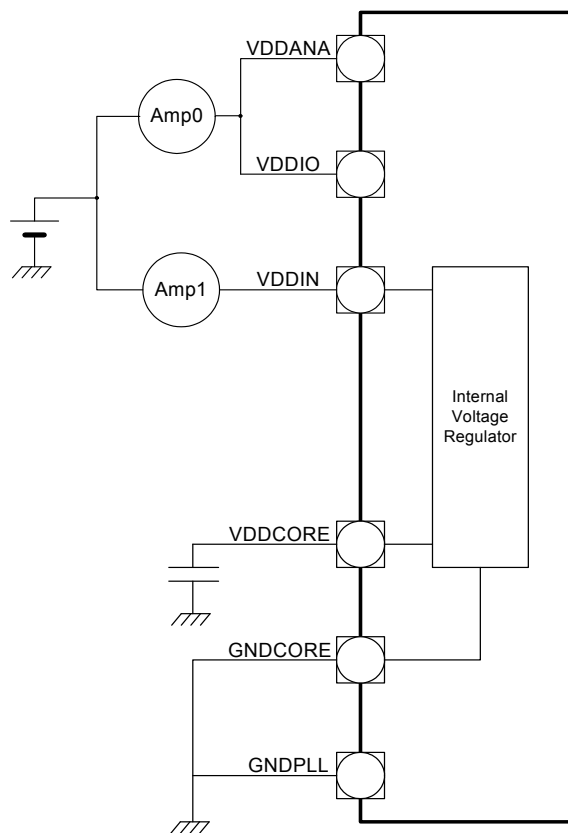 VDDANA
Amp0
VDDIO
VDDIN
Amp1
Internal
Voltage
Regulator
VDDCORE
GNDCORE
GNDPLL